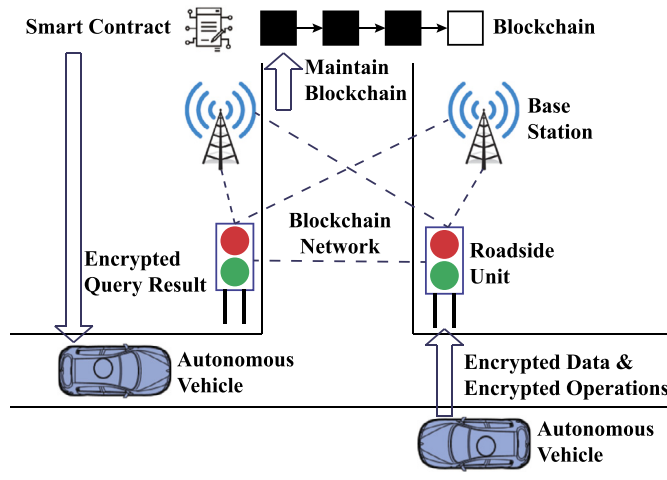 Smart Contract
Blockchain
Maintain
Blockchain
Base
Station
Blockchain
Network
Encrypted
Query Result
Roadside
Unit
Autonomous
Vehicle
Encrypted Data &
Encrypted Operations
Autonomous
Vehicle